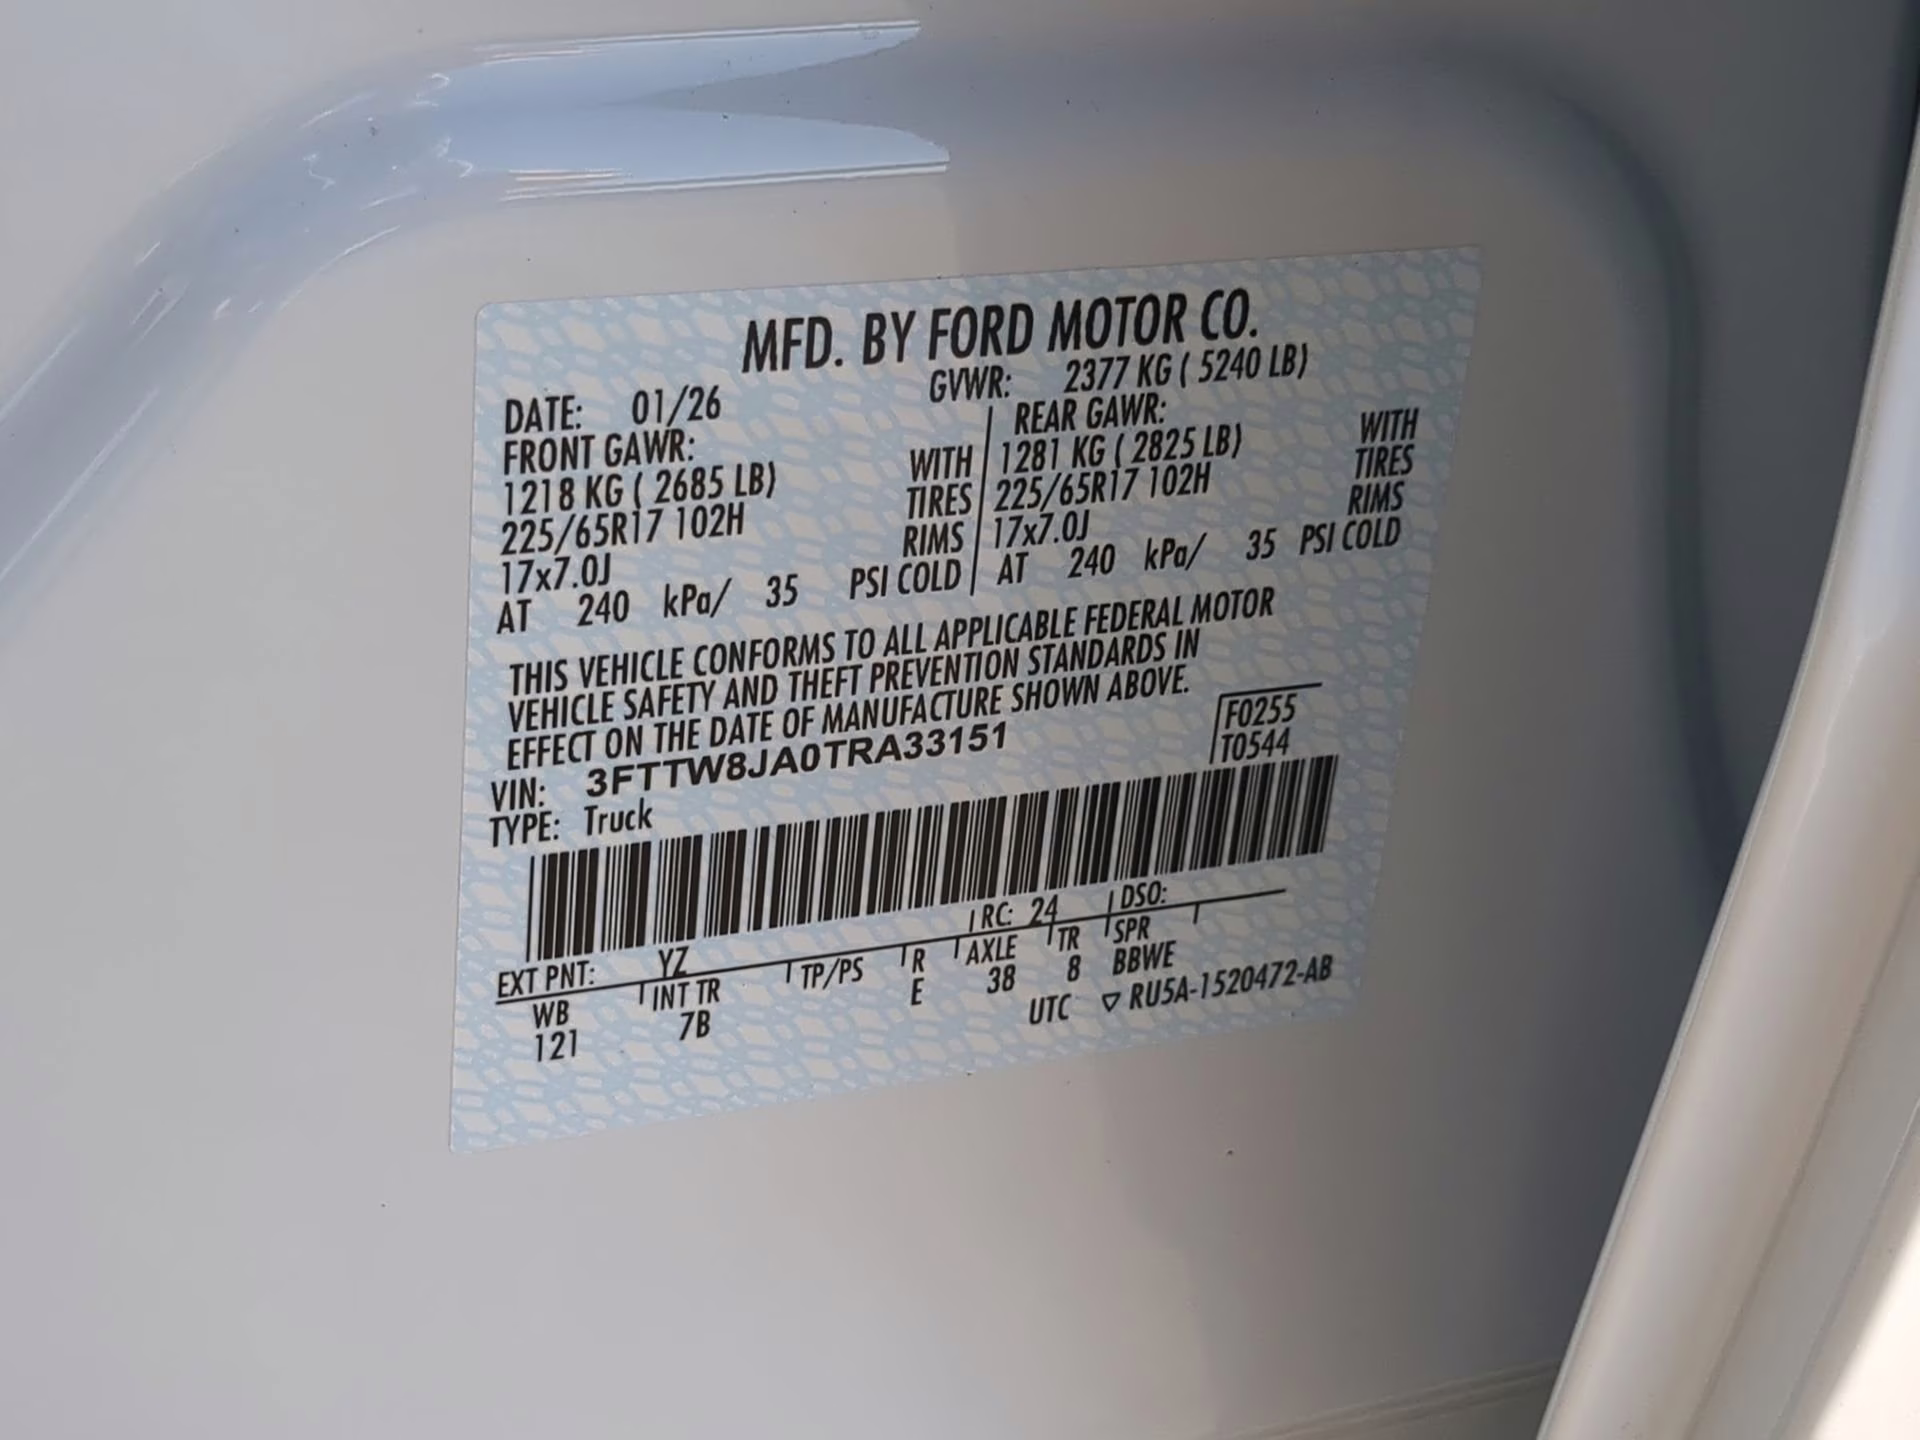 MFD. BY FORD MOTOR CO.
DATE: 01/26 GVWR: 2377 KG ( 5240 LB)
FRONT GAWR: REAR GAWR:
1218 KG ( 2685 LB) WITH 1281 KG ( 2825 LB) WITH
225/65R17 102H TIRES 225/65R17 102H TIRES
17x7.0J RIMS 17x7.0J RIMS
AT 240 kPa/ 35 PSI COLD AT 240 kPa/ 35 PSI COLD
THIS VEHICLE CONFORMS TO ALL APPLICABLE FEDERAL MOTOR
VEHICLE SAFETY AND THEFT PREVENTION STANDARDS IN
EFFECT ON THE DATE OF MANUFACTURE SHOWN ABOVE.
VIN: 3FTTW8JA0TRA33151 F0255
TYPE: Truck T0544
EXT PNT: YZ RC: 24 DSO:
WB INT TR TP/PS R AXLE TR SPR
121 7B E 38 8 BBWE
UTC ▽ RU5A-1520472-AB